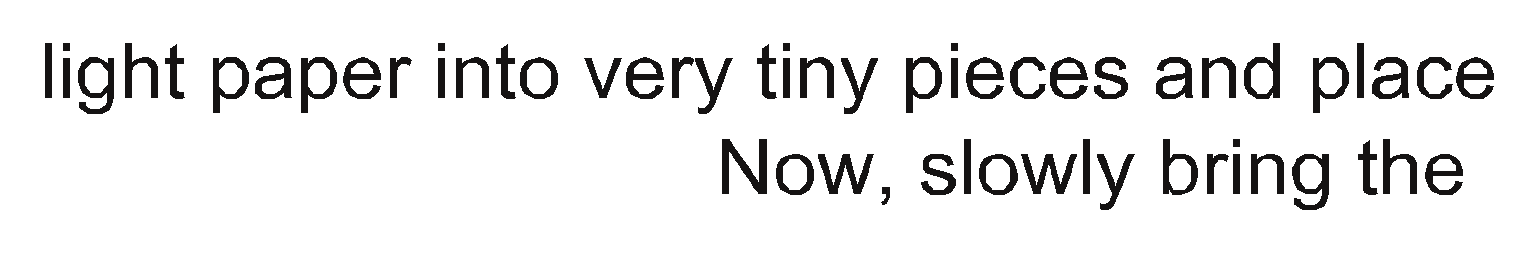 light paper into very tiny pieces and place
Now, slowly bring the